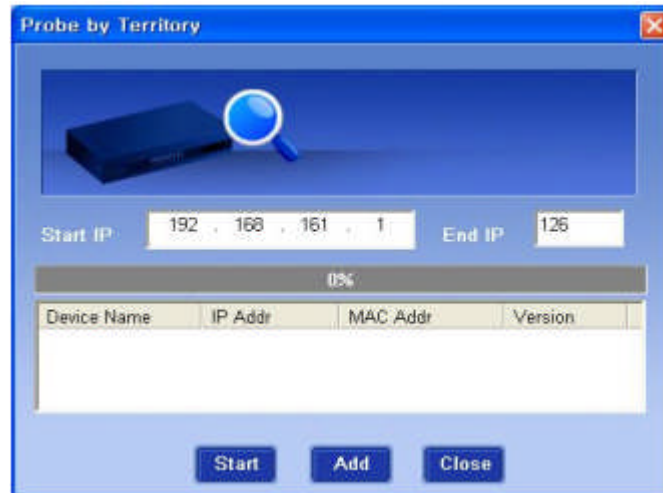 Probe by Territory
Start IP 192 . 168 . 161 . 1 End IP 126
0%
Device Name IP Addr MAC Addr Version
Start Add Close